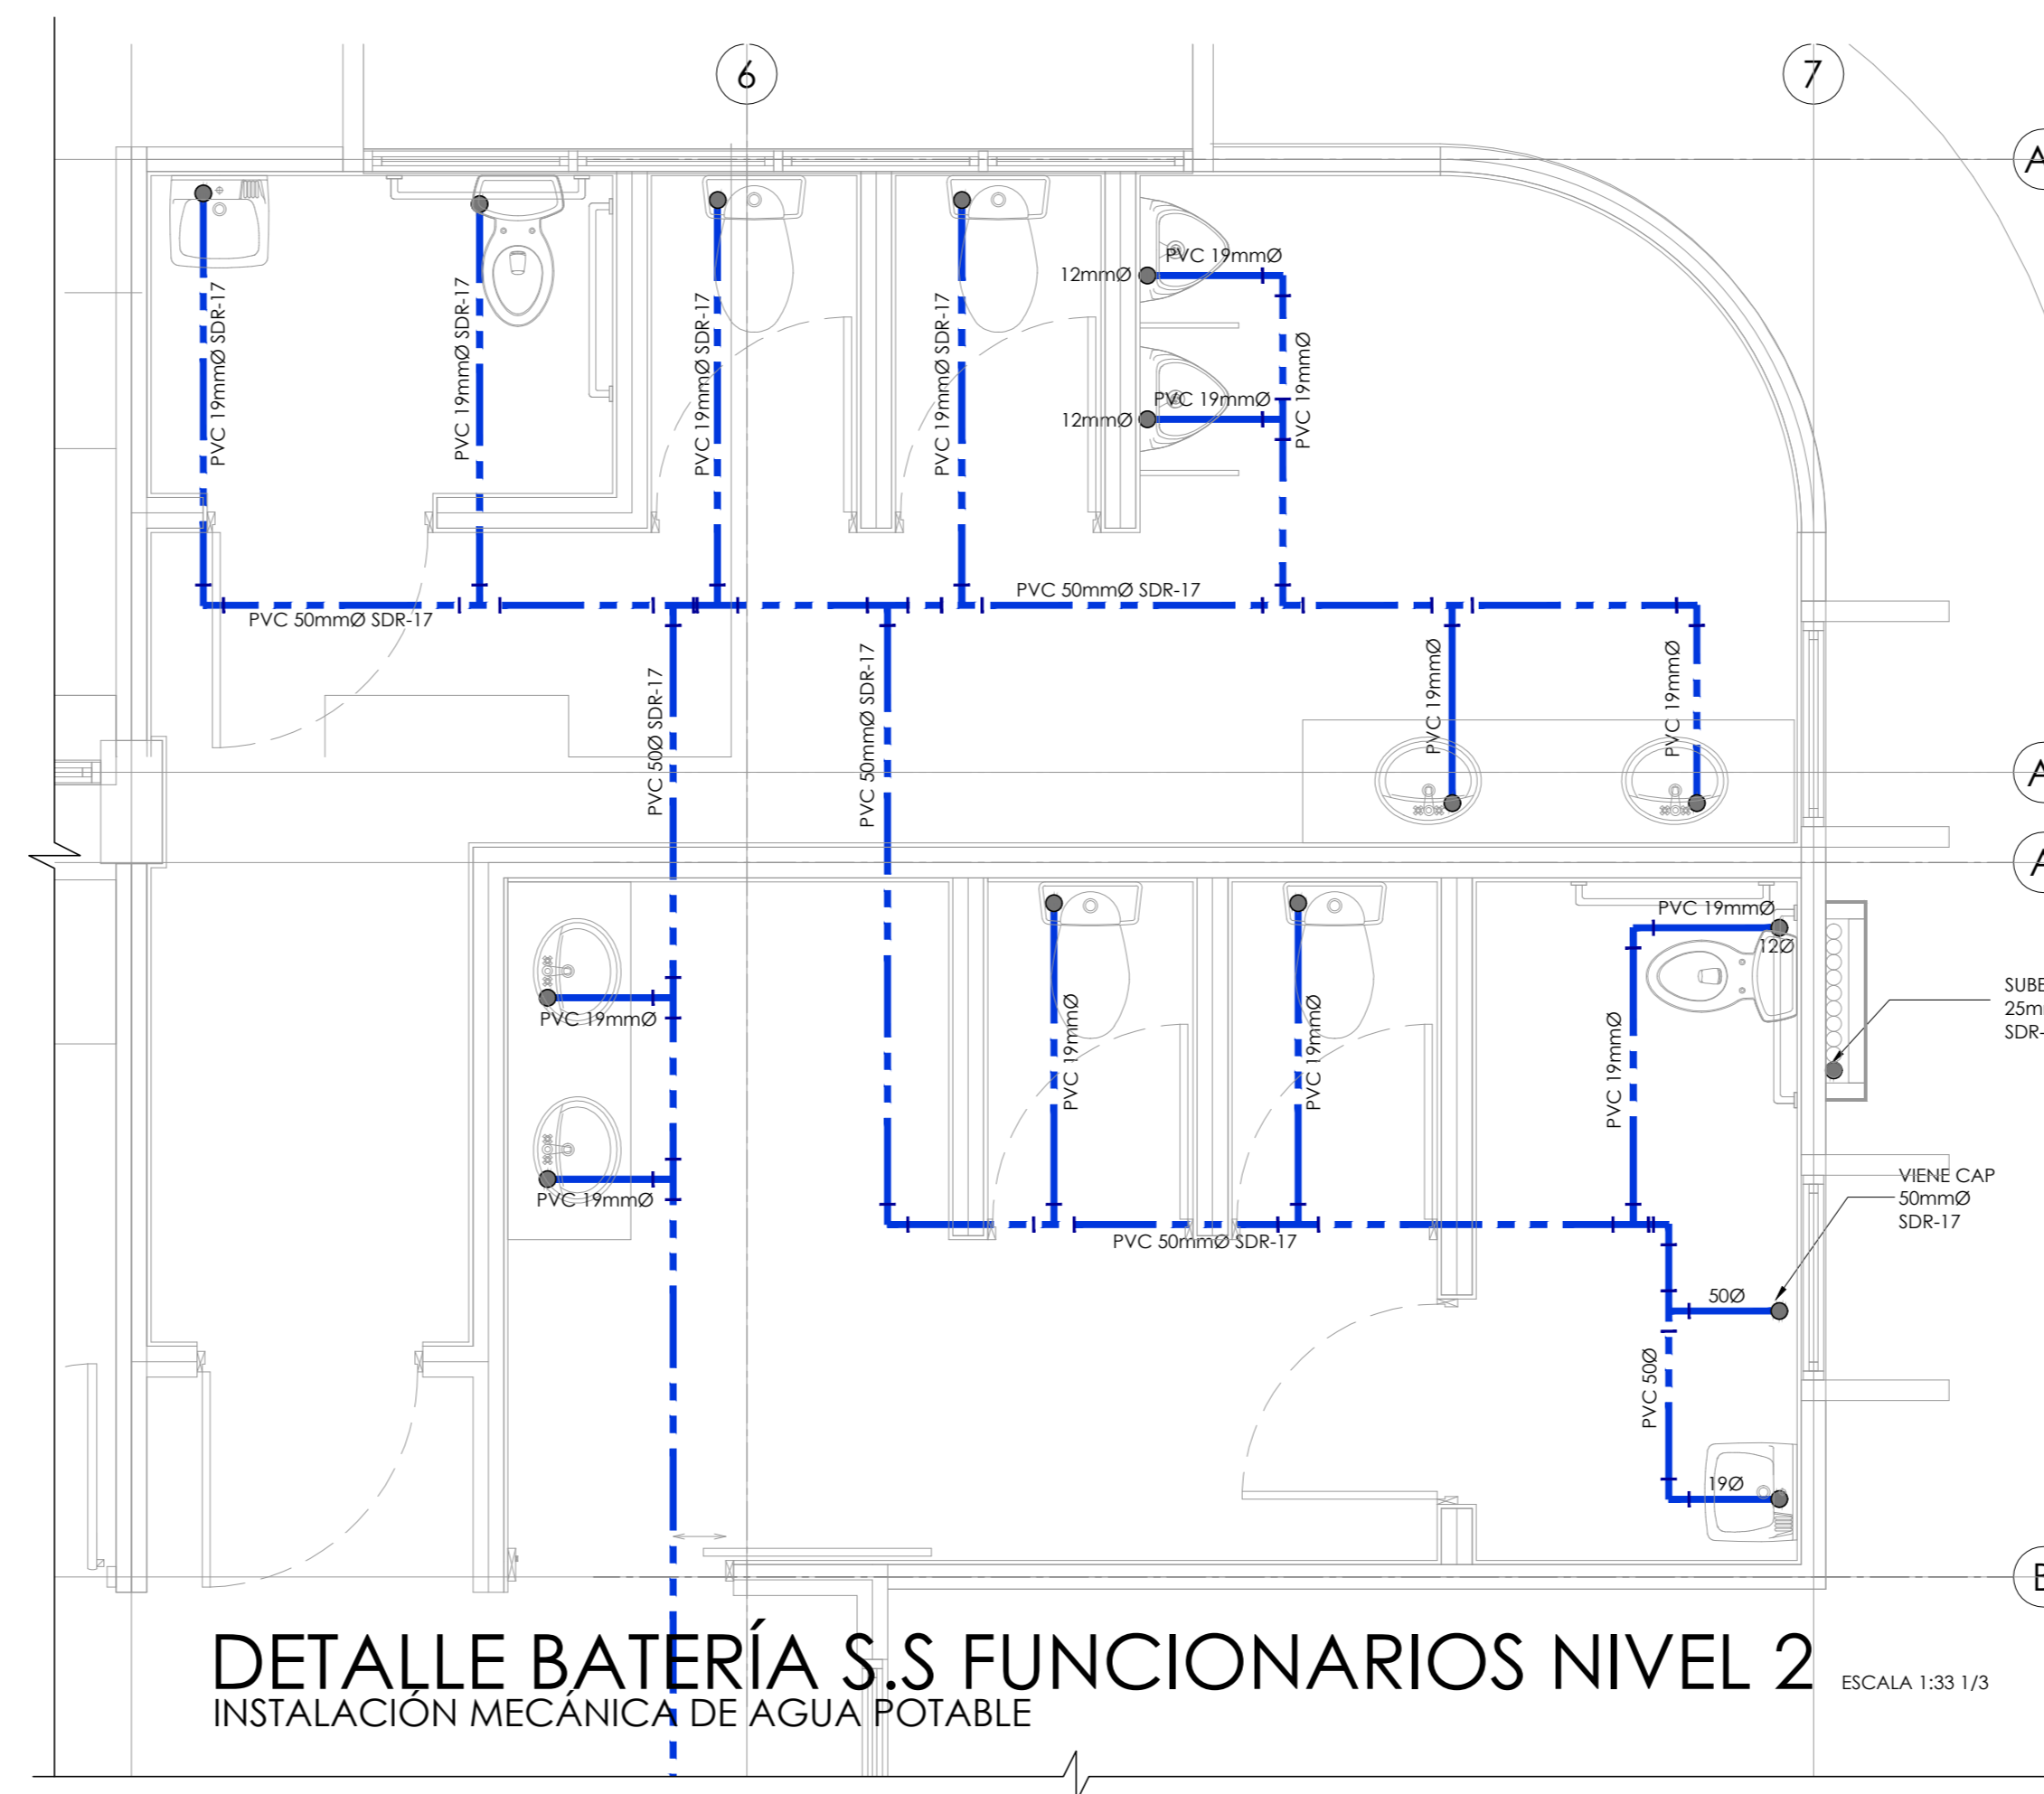 6
7
A
PVC 19mmØ
12mmØ
PVC 19mmØ SDR-17
PVC 19mmØ SDR-17
PVC 19mmØ SDR-17
PVC 19mmØ SDR-17
PVC 19mmØ
PVC 19mmØ
12mmØ
PVC 50mmØ SDR-17
PVC 50mmØ SDR-17
PVC 50Ø SDR-17
PVC 50mmØ SDR-17
PVC 19mmØ
PVC 19mmØ
A
A
PVC 19mmØ
12Ø
PVC 19mmØ
PVC 19mmØ
PVC 19mmØ
PVC 19mmØ
SUBE
25m
SDR-
PVC 19mmØ
VIENE CAP
50mmØ
SDR-17
PVC 50mmØ SDR-17
50Ø
PVC 50Ø
19Ø
B
DETALLE BATERÍA S.S FUNCIONARIOS NIVEL 2
ESCALA 1:33 1/3
INSTALACIÓN MECÁNICA DE AGUA POTABLE